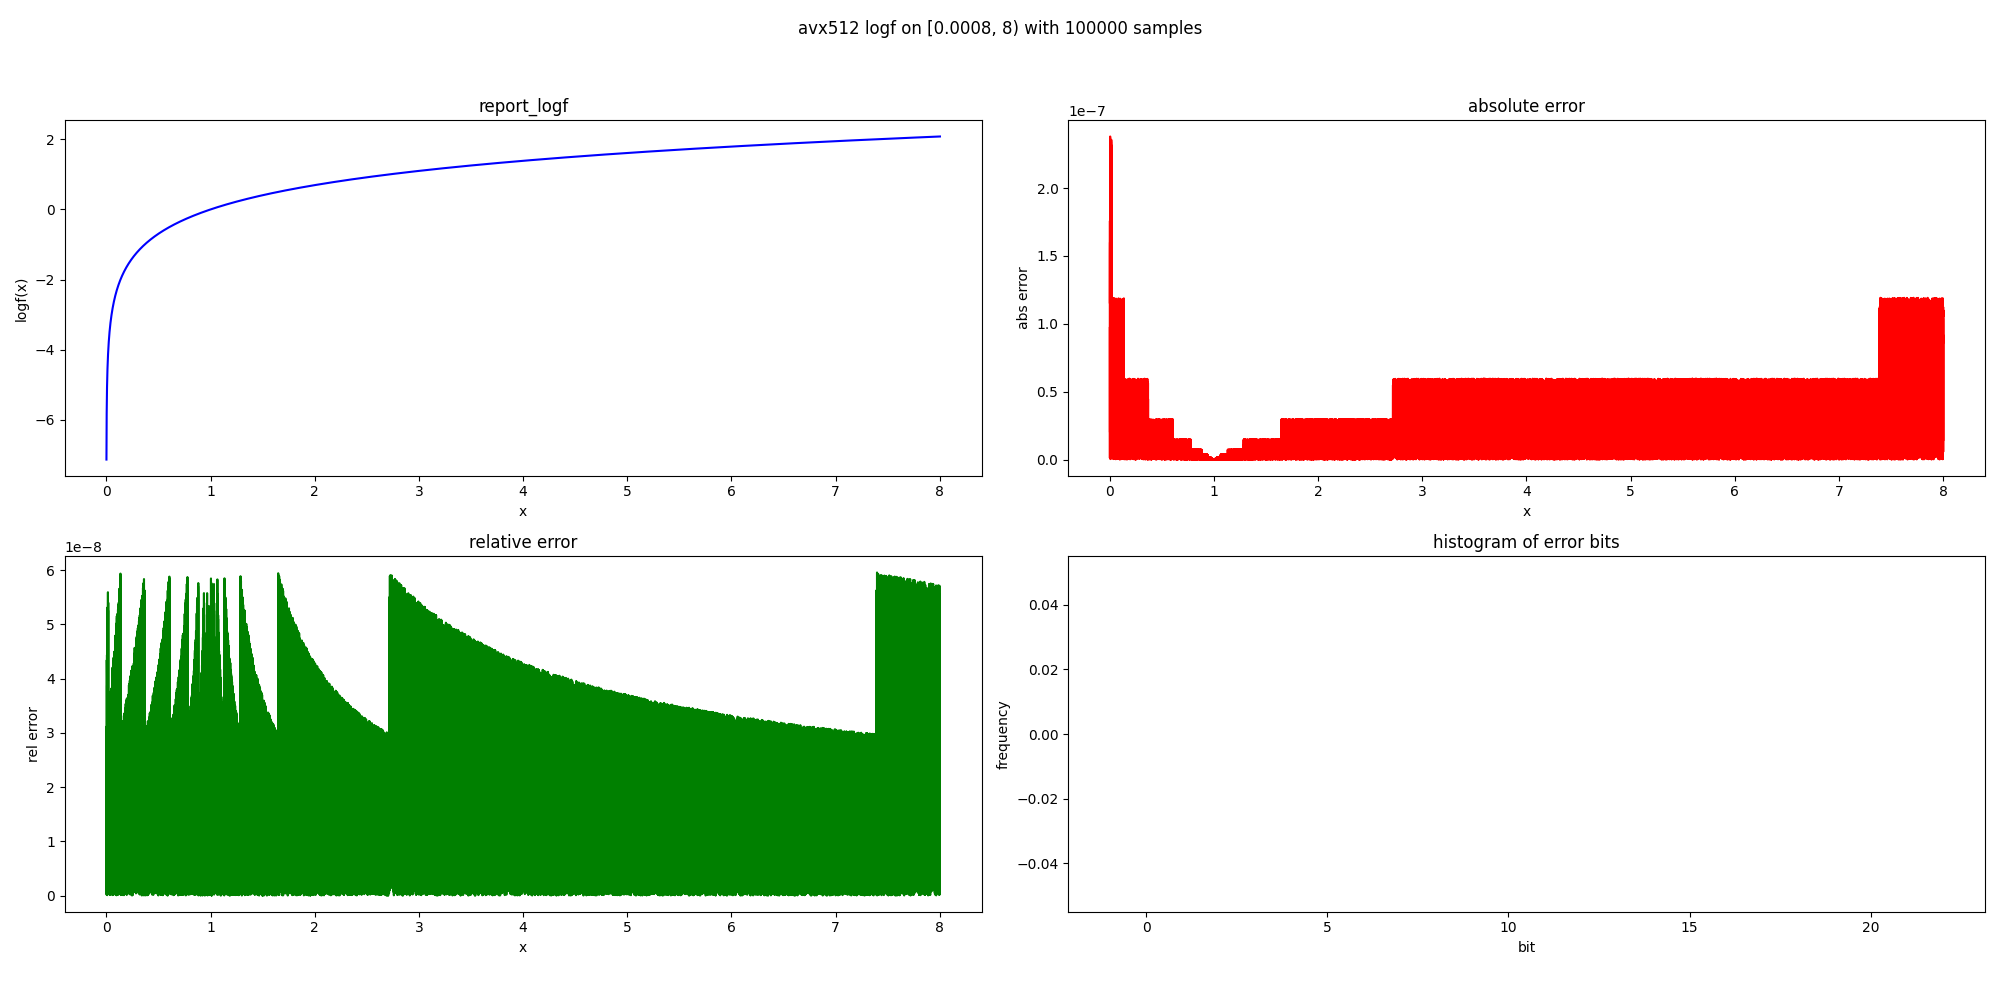 avx512 logf on [0.0008, 8) with 100000 samples
report_logf
logf(x)
2
0
−2
−4
−6
0 1 2 3 4 5 6 7 8
x
absolute error
1e−7
abs error
2.0
1.5
1.0
0.5
0.0
0 1 2 3 4 5 6 7 8
x
relative error
1e−8
rel error
6
5
4
3
2
1
0
0 1 2 3 4 5 6 7 8
x
histogram of error bits
frequency
0.04
0.02
0.00
−0.02
−0.04
0 5 10 15 20
bit